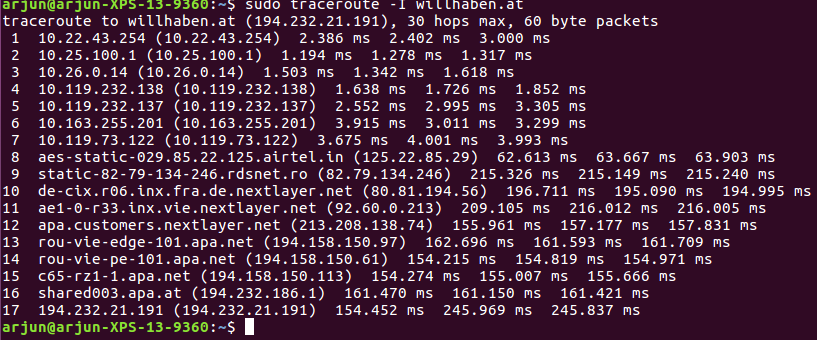 arjun@arjun-XPS-13-9360:~$ sudo traceroute -I willhaben.at
traceroute to willhaben.at (194.232.21.191), 30 hops max, 60 byte packets
 1  10.22.43.254 (10.22.43.254)  2.386 ms  2.402 ms  3.000 ms
 2  10.25.100.1 (10.25.100.1)  1.194 ms  1.278 ms  1.317 ms
 3  10.26.0.14 (10.26.0.14)  1.503 ms  1.342 ms  1.618 ms
 4  10.119.232.138 (10.119.232.138)  1.638 ms  1.726 ms  1.852 ms
 5  10.119.232.137 (10.119.232.137)  2.552 ms  2.995 ms  3.305 ms
 6  10.163.255.201 (10.163.255.201)  3.915 ms  3.011 ms  3.299 ms
 7  10.119.73.122 (10.119.73.122)  3.675 ms  4.001 ms  3.993 ms
 8  aes-static-029.85.22.125.airtel.in (125.22.85.29)  62.613 ms  63.667 ms  63.903 ms
 9  static-82-79-134-246.rdsnet.ro (82.79.134.246)  215.326 ms  215.149 ms  215.240 ms
10  de-cix.r06.inx.fra.de.nextlayer.net (80.81.194.56)  196.711 ms  195.090 ms  194.995 ms
11  ae1-0-r33.inx.vie.nextlayer.net (92.60.0.213)  209.105 ms  216.012 ms  216.005 ms
12  apa.customers.nextlayer.net (213.208.138.74)  155.961 ms  157.177 ms  157.831 ms
13  rou-vie-edge-101.apa.net (194.158.150.97)  162.696 ms  161.593 ms  161.709 ms
14  rou-vie-pe-101.apa.net (194.158.150.61)  154.215 ms  154.819 ms  154.971 ms
15  c65-rz1-1.apa.net (194.158.150.113)  154.274 ms  155.007 ms  155.666 ms
16  shared003.apa.at (194.232.186.1)  161.470 ms  161.150 ms  161.421 ms
17  194.232.21.191 (194.232.21.191)  154.452 ms  245.969 ms  245.837 ms
arjun@arjun-XPS-13-9360:~$